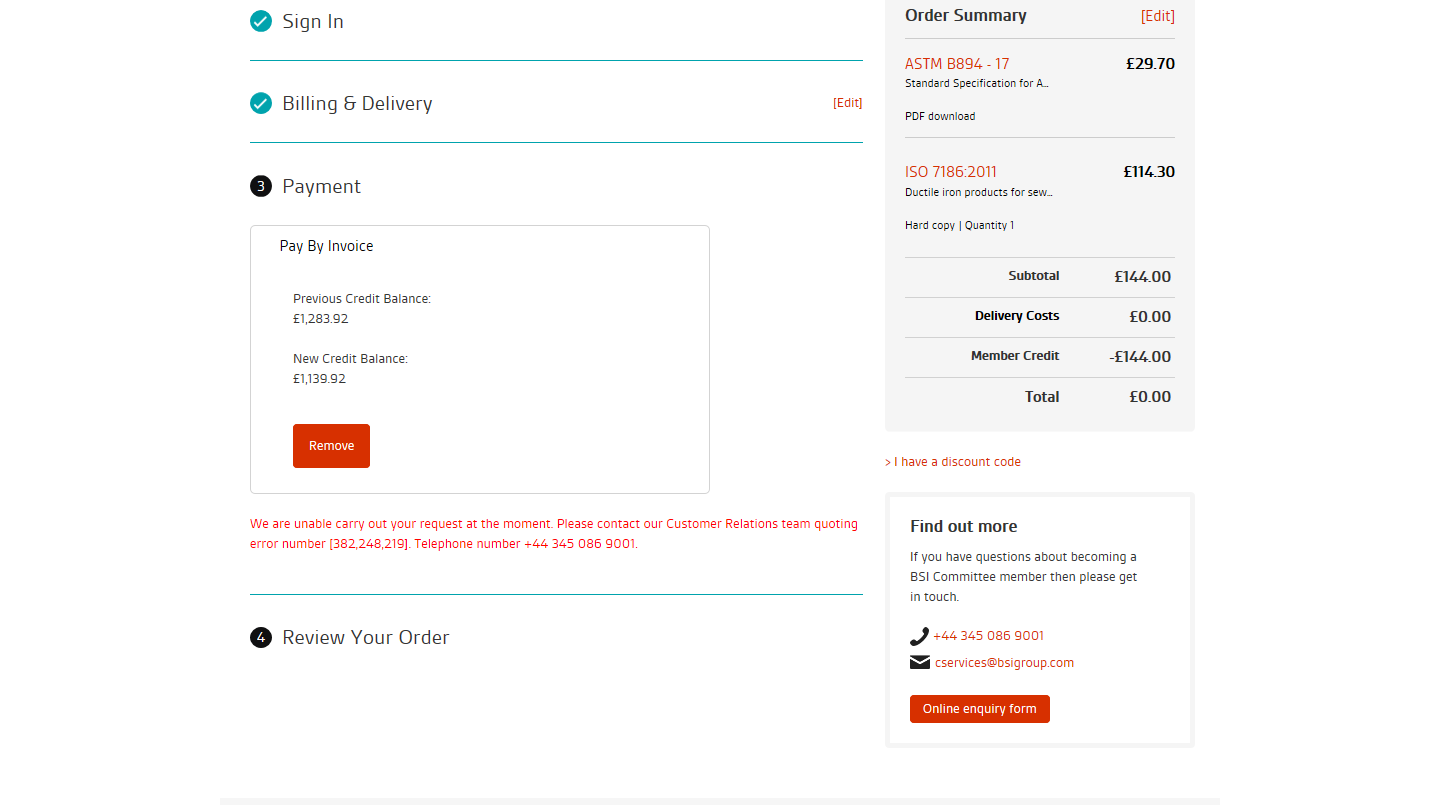 Sign In
Billing & Delivery
[Edit]
3 Payment
Pay By Invoice
Previous Credit Balance:
£1,283.92
New Credit Balance:
£1,139.92
Remove
We are unable carry out your request at the moment. Please contact our Customer Relations team quoting
error number [382,248,219]. Telephone number +44 345 086 9001.
4 Review Your Order
Order Summary [Edit]
ASTM B894 - 17 £29.70
Standard Specification for A...
PDF download
ISO 7186:2011 £114.30
Ductile iron products for sew...
Hard copy | Quantity 1
Subtotal £144.00
Delivery Costs £0.00
Member Credit -£144.00
Total £0.00
> I have a discount code
Find out more
If you have questions about becoming a
BSI Committee member then please get
in touch.
+44 345 086 9001
cservices@bsigroup.com
Online enquiry form